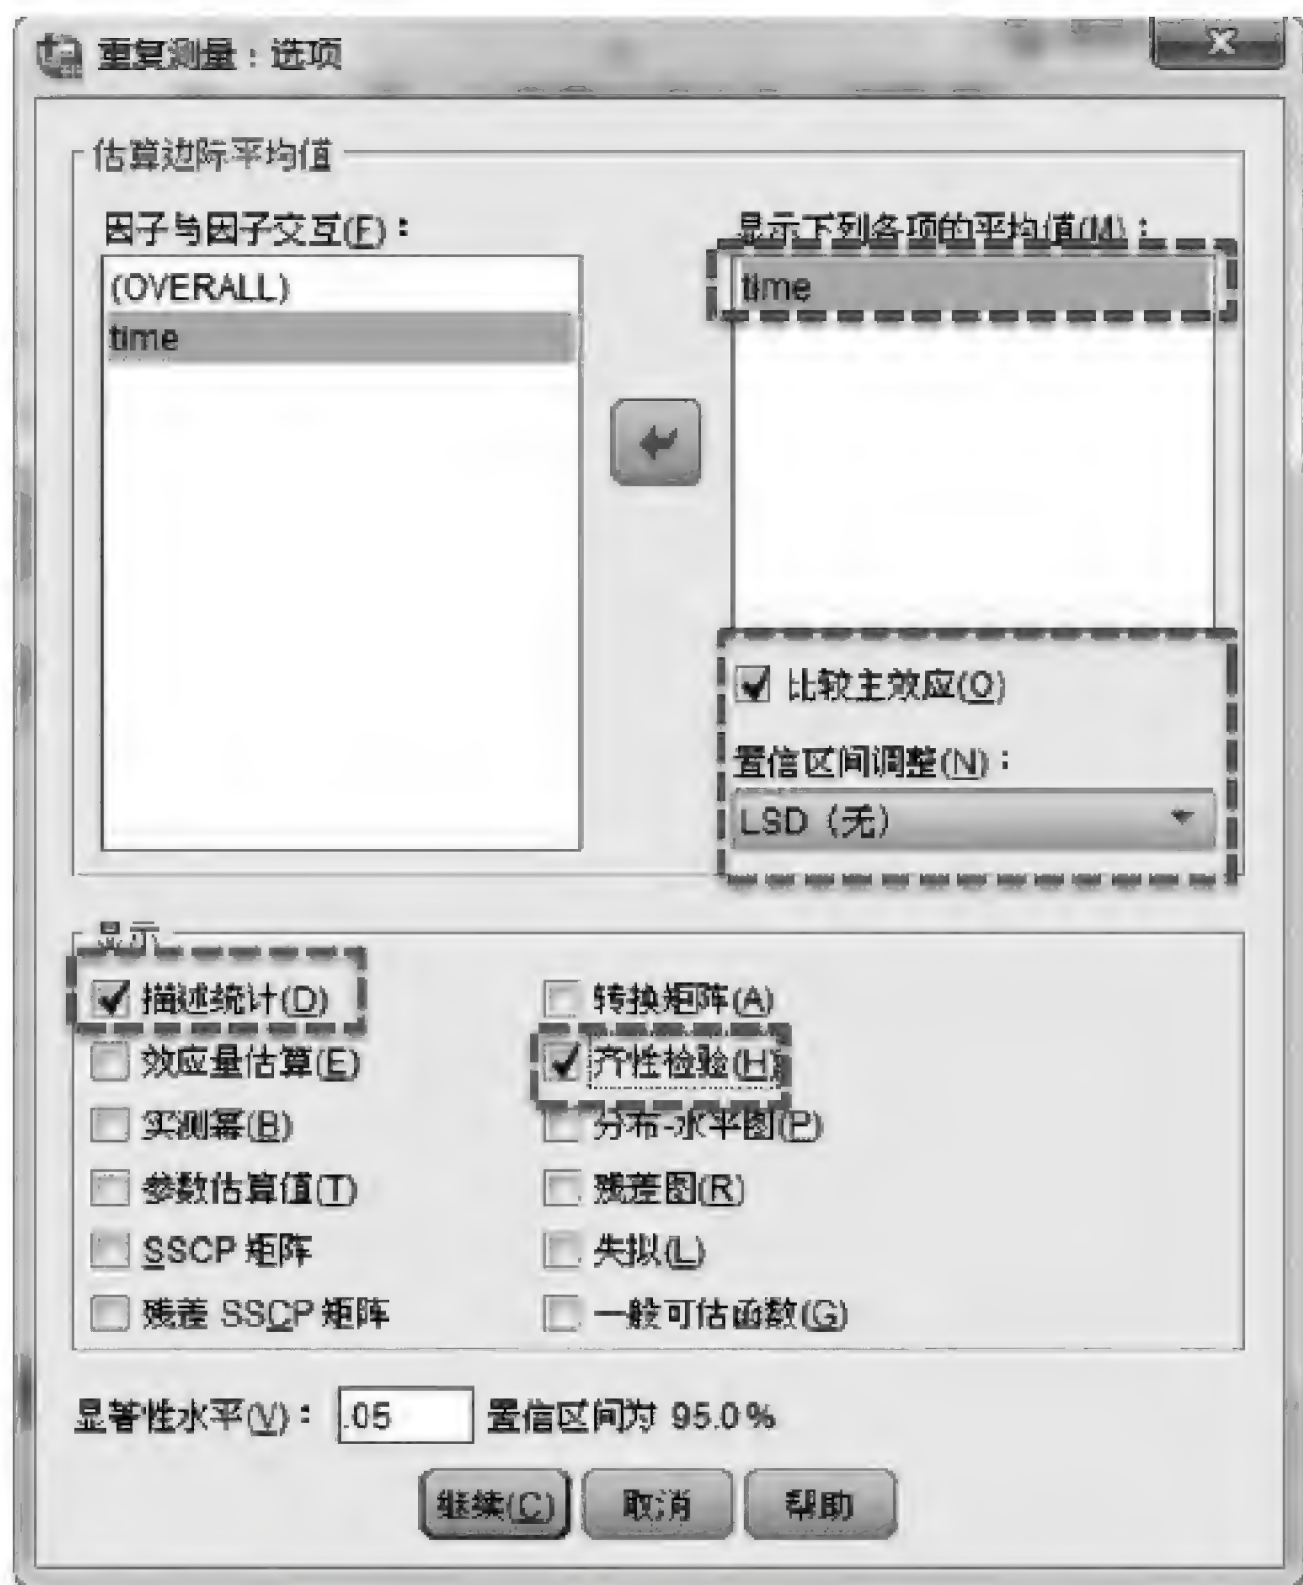 重复测量：选项
估算边际平均值
因子与因子交互(F)：
(OVERALL)
time
显示下列各项的平均值(M)：
time
比较主效应(O)
置信区间调整(N)：
LSD（无）
显示
描述统计(D)
转换矩阵(A)
效应量估算(E)
齐性检验(H)
实测幂(B)
分布-水平图(P)
参数估算值(T)
残差图(R)
SSCP 矩阵
失拟(L)
残差 SSCP 矩阵
一般可估函数(G)
显著性水平(V)： .05 置信区间为 95.0%
继续(C) 取消 帮助